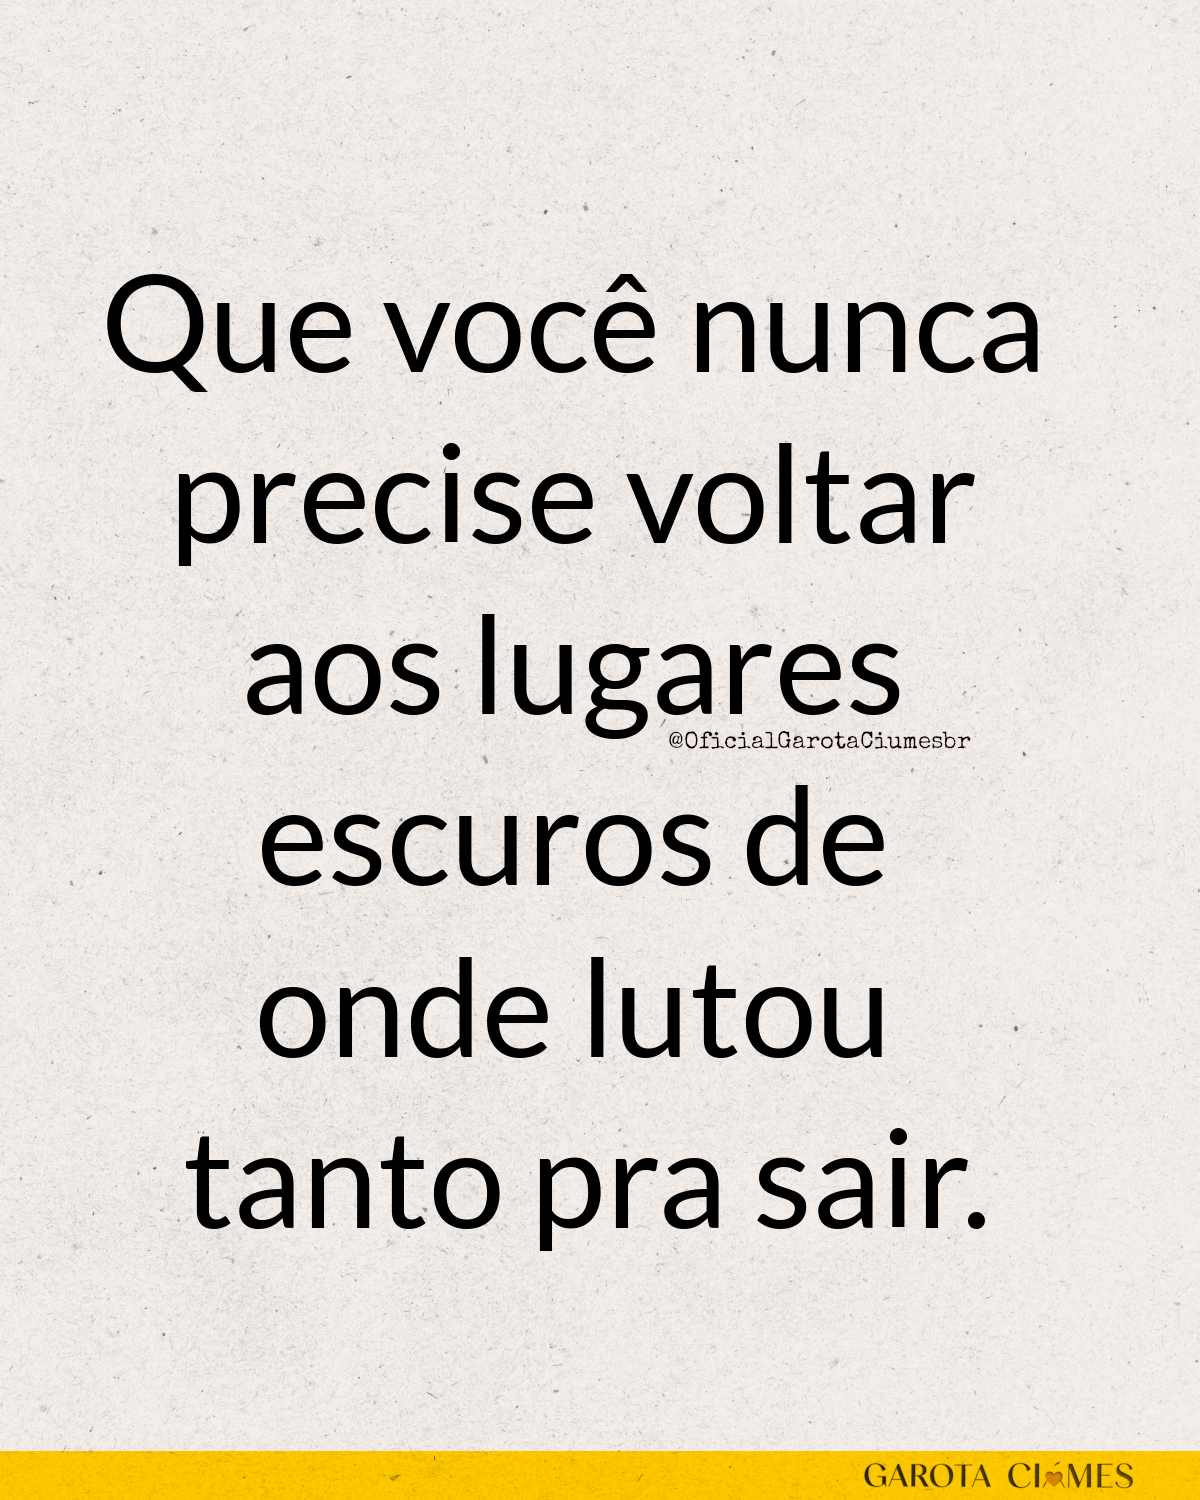 Que você nunca
precise voltar
aos lugares
@OficialGarotaCiumesbr
escuros de
onde lutou
tanto pra sair.
GAROTA CIÚMES